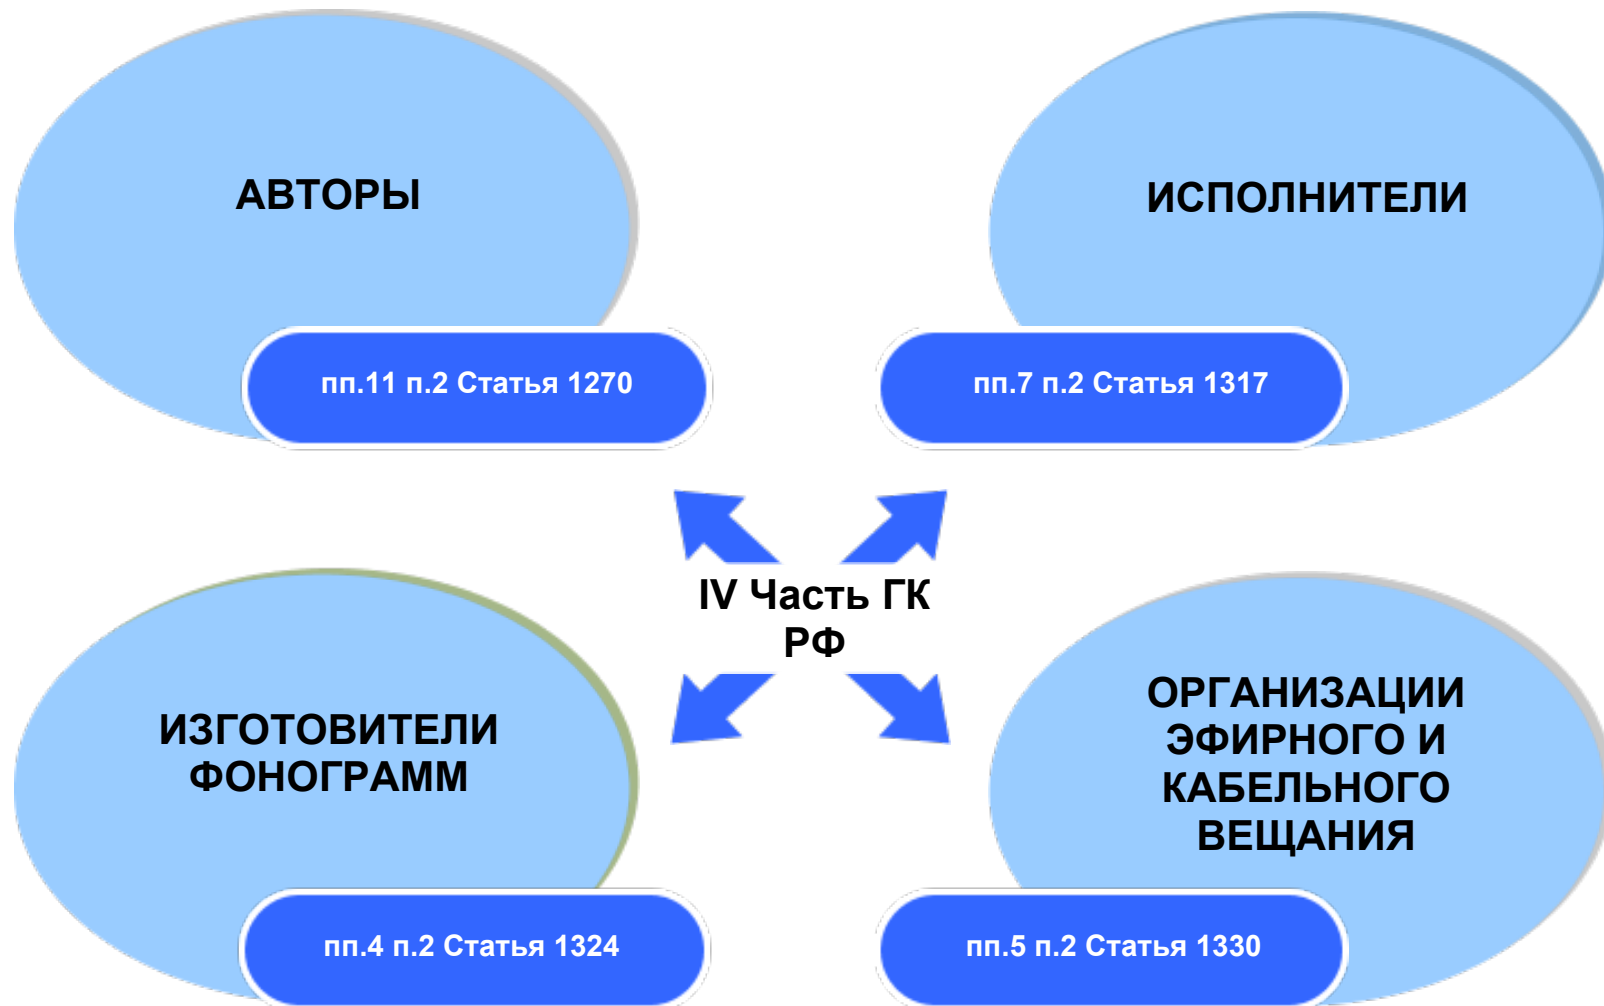 АВТОРЫ
пп.11 п.2 Статья 1270
ИСПОЛНИТЕЛИ
пп.7 п.2 Статья 1317
IV Часть ГК
РФ
ИЗГОТОВИТЕЛИ
ФОНОГРАММ
пп.4 п.2 Статья 1324
ОРГАНИЗАЦИИ
ЭФИРНОГО И
КАБЕЛЬНОГО
ВЕЩАНИЯ
пп.5 п.2 Статья 1330